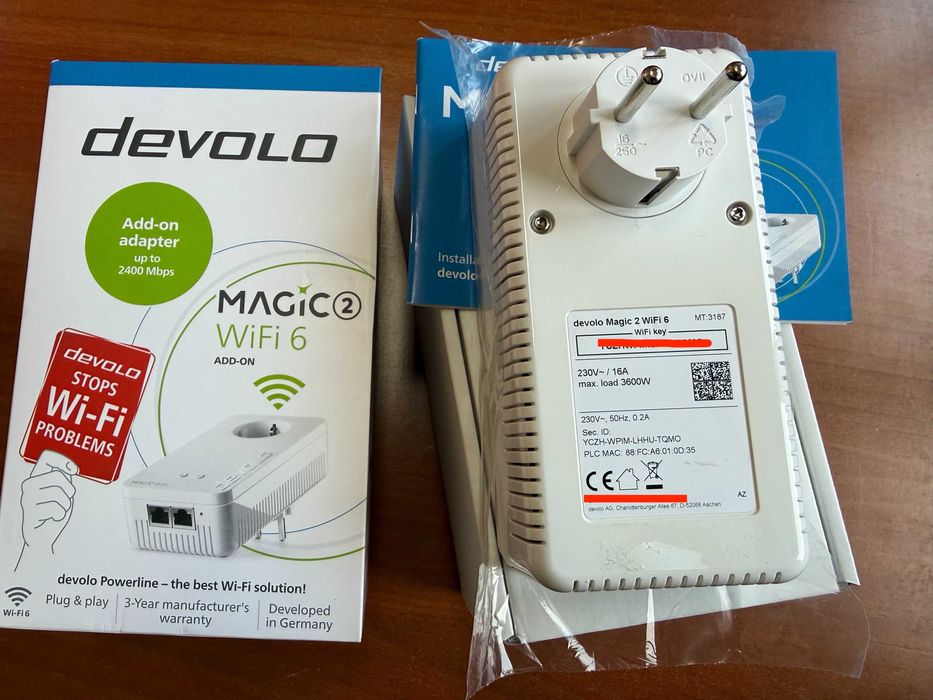 devolo
Add-on
adapter
up to
2400 Mbps
MAGIC 2
WiFi 6
ADD-ON
devolo
STOPS
Wi-Fi
PROBLEMS
MAGIC
devolo Powerline – the best Wi-Fi solution!
Wi-Fi 6
Plug & play
3-Year manufacturer's
warranty
Developed
in Germany
de
M
Installa
devolo
OVII
16
250 ~
PC
devolo Magic 2 WiFi 6
MT:3187
WiFi key
230V~ / 16A
max. load 3600W
230V~, 50Hz, 0.2A
Sec. ID:
YCZH-WPIM-LHHU-TQMO
PLC MAC: 88:FC:A6:01:0D:35
CE
AZ
devolo AG, Charlottenburger Allee 67, D-52068 Aachen